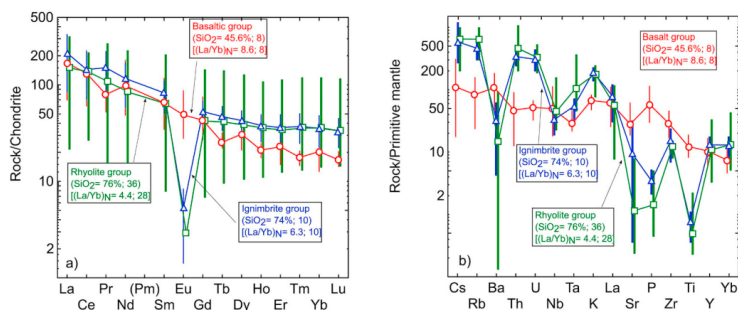 500
200
100
50
20
10
5
2
Rock/Chondrite
Basaltic group
(SiO2= 45.6%; 8)
[(La/Yb)N= 8.6; 8]
Rhyolite group
(SiO2= 76%; 36)
[(La/Yb)N= 4.4; 28]
Ignimbrite group
(SiO2= 74%; 10)
[(La/Yb)N= 6.3; 10]
a)
La Pr (Pm) Eu Tb Ho Tm Lu
Ce Nd Sm Gd Dy Er Yb
500
100
50
10
5
2
Rock/Primitive mantle
Basalt group
(SiO2= 45.6%; 8)
[(La/Yb)N= 8.6; 8]
Ignimbrite group
(SiO2= 74%; 10)
[(La/Yb)N= 6.3; 10]
Rhyolite group
(SiO2= 76%; 36)
[(La/Yb)N= 4.4; 28
b)
Cs Ba U Ta La P Ti Yb
Rb Th Nb K Sr Zr Y